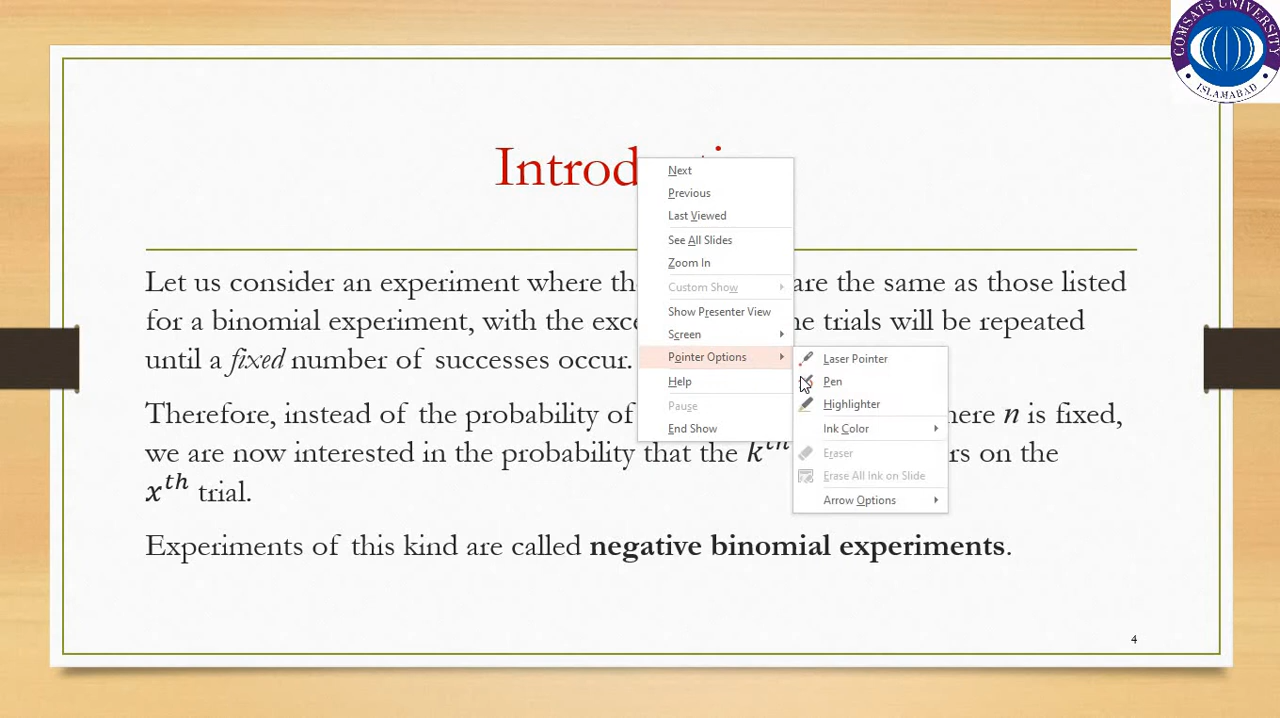 COMSATS UNIVERSITY
ISLAMABAD
Introd
Let us consider an experiment where th are the same as those listed
for a binomial experiment, with the exce trials will be repeated
until a fixed number of successes occur.
Therefore, instead of the probability of n is fixed,
we are now interested in the probability that the kth on the
xth trial.
Experiments of this kind are called negative binomial experiments.
4
Next
Previous
Last Viewed
See All Slides
Zoom In
Custom Show
Show Presenter View
Screen
Pointer Options
Help
Pause
End Show
Laser Pointer
Pen
Highlighter
Ink Color
Eraser
Erase All Ink on Slide
Arrow Options